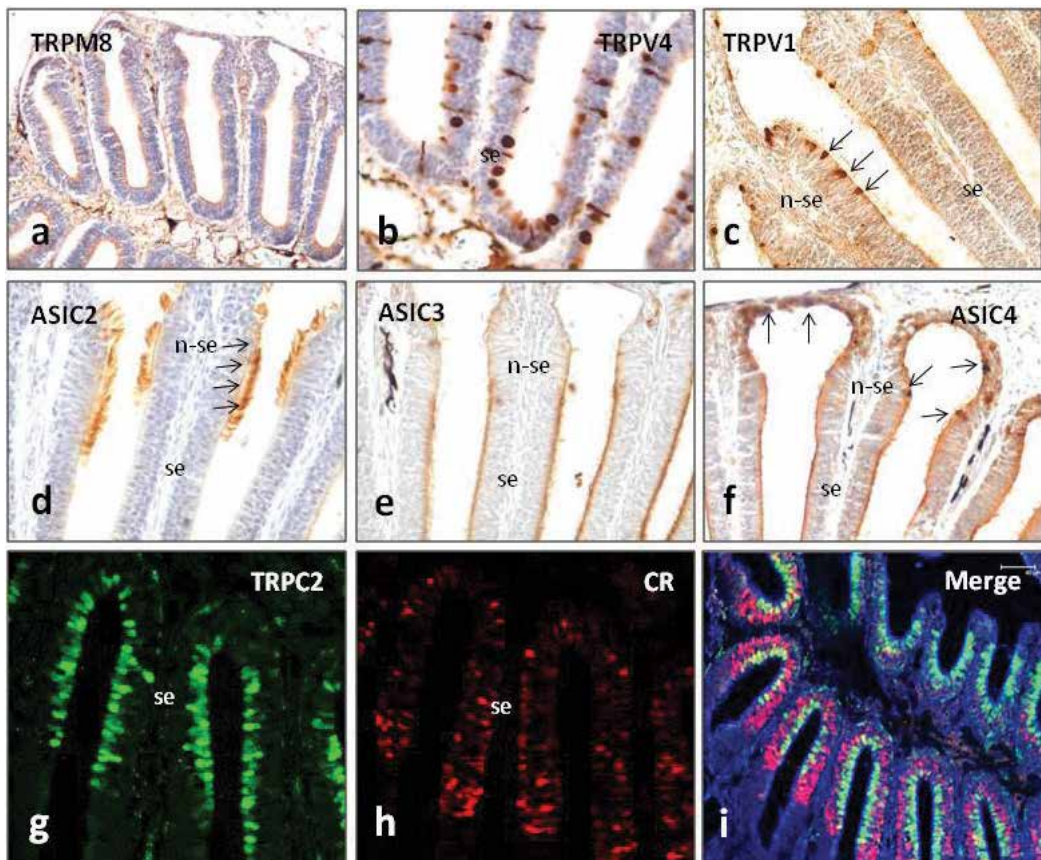 TRPM8
a
TRPV4
se
b
TRPV1
n-se
se
c
ASIC2
n-se
se
d
ASIC3
n-se
se
e
ASIC4
n-se
se
f
TRPC2
se
g
CR
se
h
Merge
i